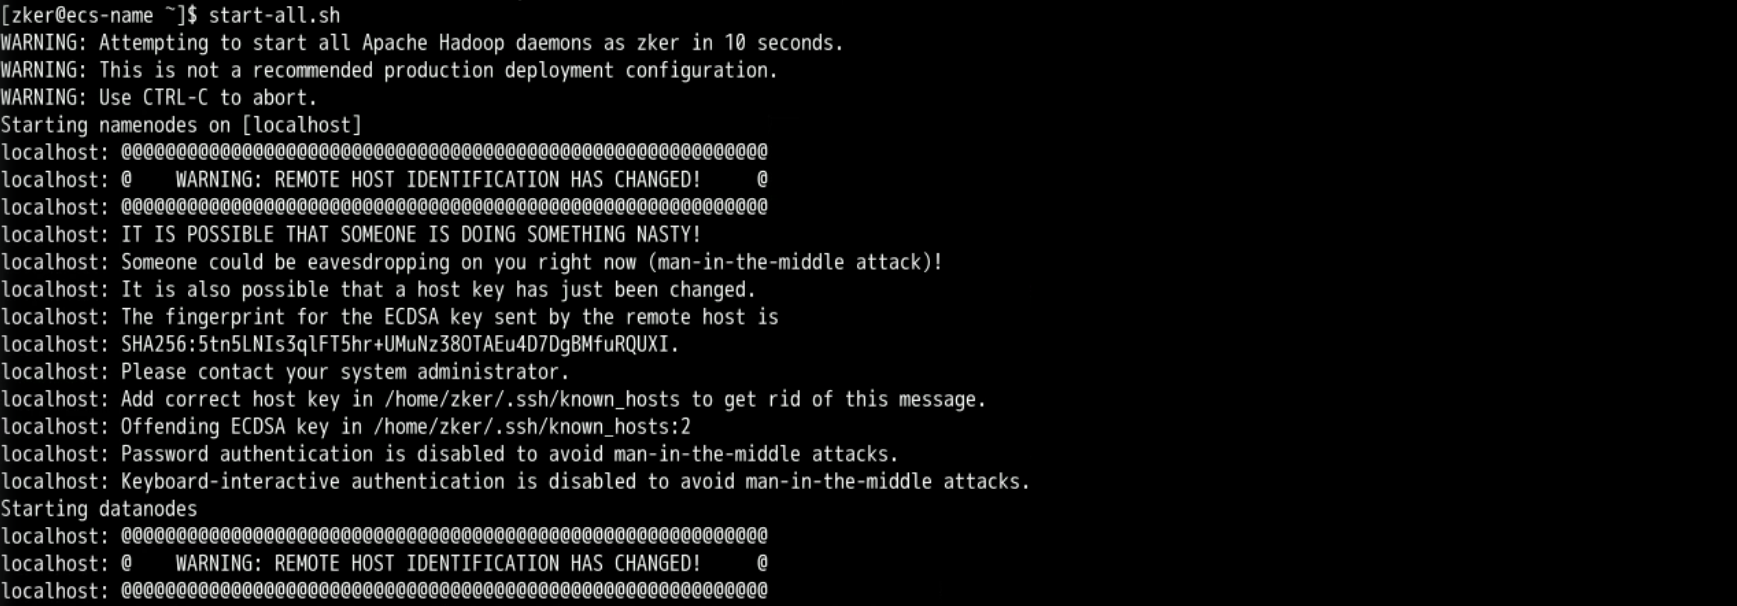 [zker@ecs-name ~]$ start-all.sh
WARNING: Attempting to start all Apache Hadoop daemons as zker in 10 seconds.
WARNING: This is not a recommended production deployment configuration.
WARNING: Use CTRL-C to abort.
Starting namenodes on [localhost]
localhost: @@@@@@@@@@@@@@@@@@@@@@@@@@@@@@@@@@@@@@@@@@@@@@@@@@@@@@@@@@@
localhost: @    WARNING: REMOTE HOST IDENTIFICATION HAS CHANGED!     @
localhost: @@@@@@@@@@@@@@@@@@@@@@@@@@@@@@@@@@@@@@@@@@@@@@@@@@@@@@@@@@@
localhost: IT IS POSSIBLE THAT SOMEONE IS DOING SOMETHING NASTY!
localhost: Someone could be eavesdropping on you right now (man-in-the-middle attack)!
localhost: It is also possible that a host key has just been changed.
localhost: The fingerprint for the ECDSA key sent by the remote host is
localhost: SHA256:5tn5LNIs3qlFT5hr+UMuNz38OTAEu4D7DgBMfuRQUXI.
localhost: Please contact your system administrator.
localhost: Add correct host key in /home/zker/.ssh/known_hosts to get rid of this message.
localhost: Offending ECDSA key in /home/zker/.ssh/known_hosts:2
localhost: Password authentication is disabled to avoid man-in-the-middle attacks.
localhost: Keyboard-interactive authentication is disabled to avoid man-in-the-middle attacks.
Starting datanodes
localhost: @@@@@@@@@@@@@@@@@@@@@@@@@@@@@@@@@@@@@@@@@@@@@@@@@@@@@@@@@@@
localhost: @    WARNING: REMOTE HOST IDENTIFICATION HAS CHANGED!     @
localhost: @@@@@@@@@@@@@@@@@@@@@@@@@@@@@@@@@@@@@@@@@@@@@@@@@@@@@@@@@@@